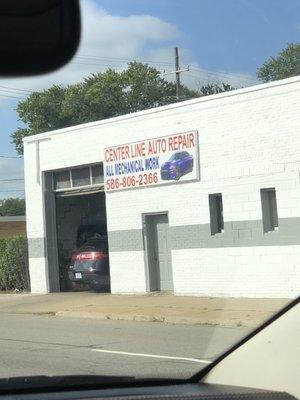 CENTER LINE AUTO REPAIR
ALL MECHANICAL WORK
586-806-2366